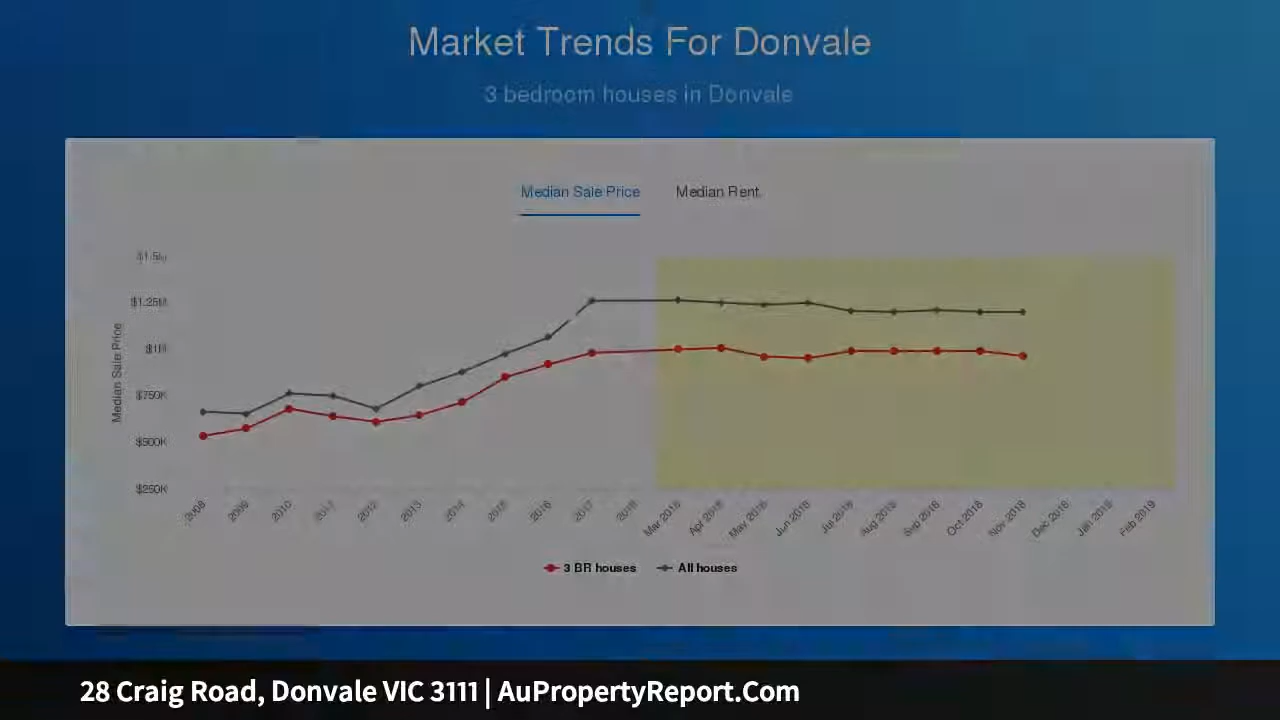 Market Trends For Donvale
3 bedroom houses in Donvale
Median Sale Price Median Rent
$1.5M
$1.25M
$1M
$750K
$500K
$250K
Median Sale Price
2008 2009 2010 2011 2012 2013 2014 2015 2016 2017 2018 Mar 2018 Apr 2018 May 2018 Jun 2018 Jul 2018 Aug 2018 Sep 2018 Oct 2018 Nov 2018 Dec 2018 Jan 2019 Feb 2019
3 BR houses All houses
28 Craig Road, Donvale VIC 3111 | AuPropertyReport.Com